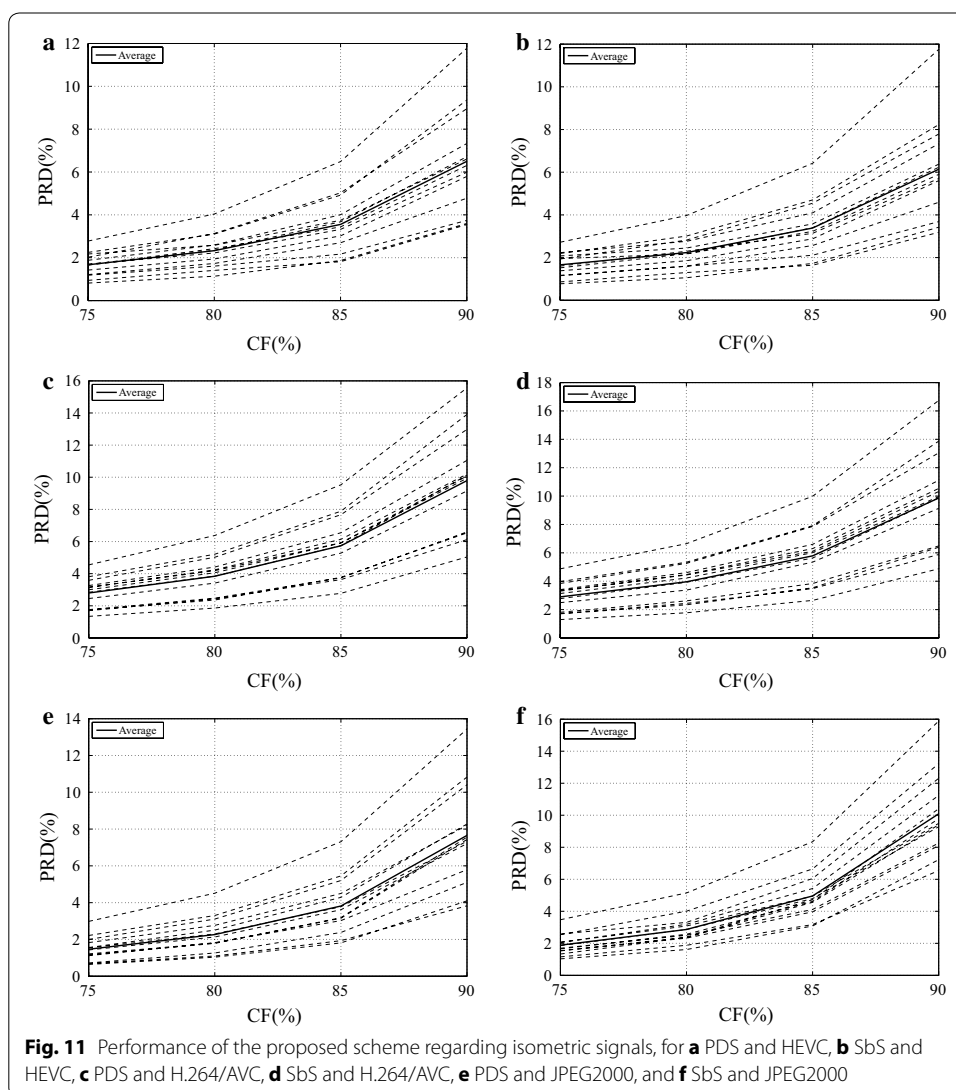 a
Average
12
10
8
6
4
2
0
PRD(%)
75 80 85 90
CF(%)
b
Average
12
10
8
6
4
2
0
PRD(%)
75 80 85 90
CF(%)
c
Average
16
14
12
10
8
6
4
2
0
PRD(%)
75 80 85 90
CF(%)
d
Average
18
16
14
12
10
8
6
4
2
0
PRD(%)
75 80 85 90
CF(%)
e
Average
14
12
10
8
6
4
2
0
PRD(%)
75 80 85 90
CF(%)
f
Average
16
14
12
10
8
6
4
2
0
PRD(%)
75 80 85 90
CF(%)
Fig. 11 Performance of the proposed scheme regarding isometric signals, for a PDS and HEVC, b SbS and
HEVC, c PDS and H.264/AVC, d SbS and H.264/AVC, e PDS and JPEG2000, and f SbS and JPEG2000